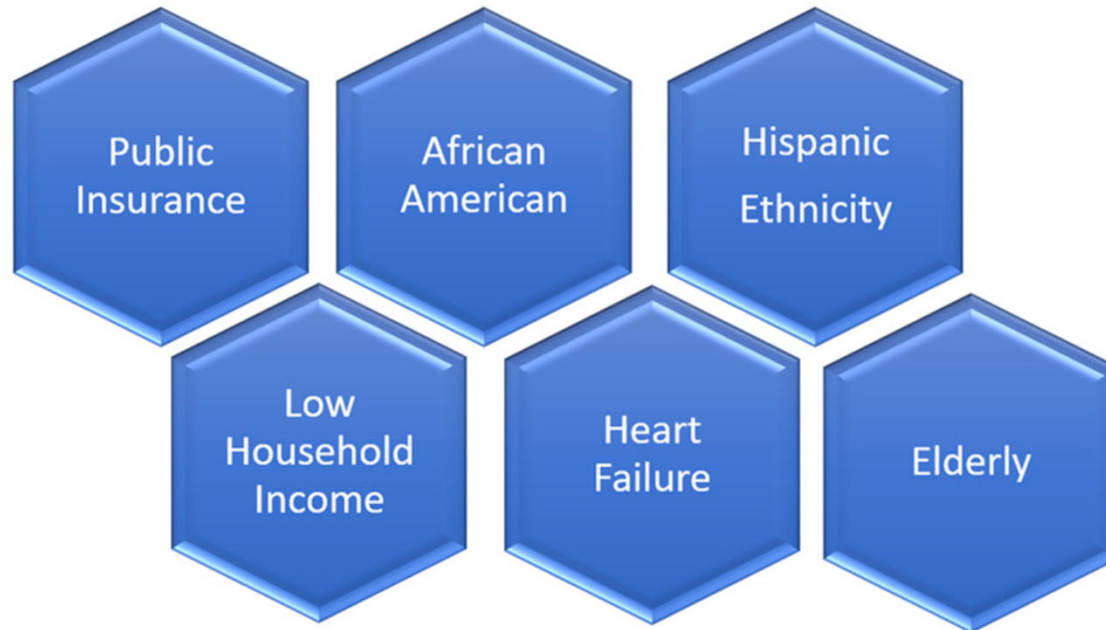 Public
Insurance
African
American
Hispanic
Ethnicity
Low
Household
Income
Heart
Failure
Elderly